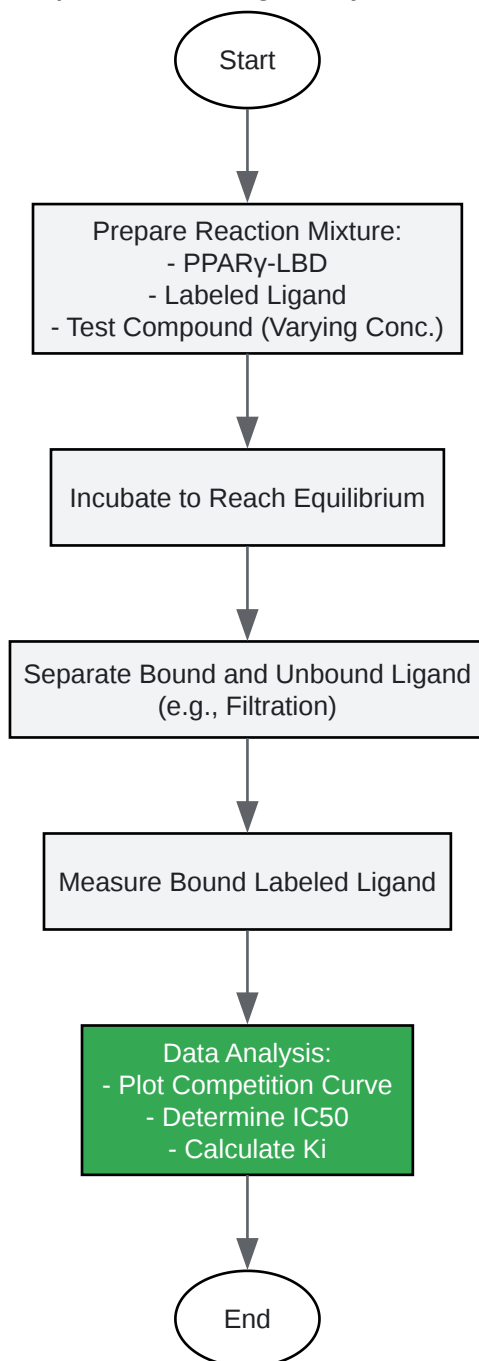 Start
Prepare Reaction Mixture:
- PPARγ-LBD
- Labeled Ligand
- Test Compound (Varying Conc.)
Incubate to Reach Equilibrium
Separate Bound and Unbound Ligand
(e.g., Filtration)
Measure Bound Labeled Ligand
Data Analysis:
- Plot Competition Curve
- Determine IC50
- Calculate Ki
End